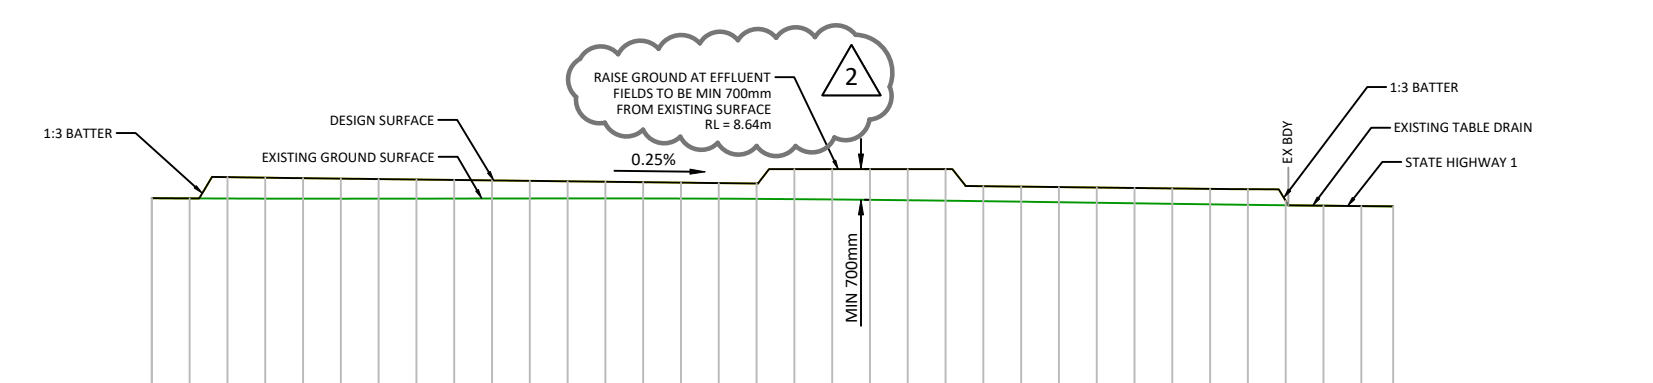 RAISE GROUND AT EFFLUENT
FIELDS TO BE MIN 700mm
FROM EXISTING SURFACE
RL = 8.64m
2
1:3 BATTER
DESIGN SURFACE
EXISTING GROUND SURFACE
0.25%
MIN 700mm
EX BDY
1:3 BATTER
EXISTING TABLE DRAIN
STATE HIGHWAY 1